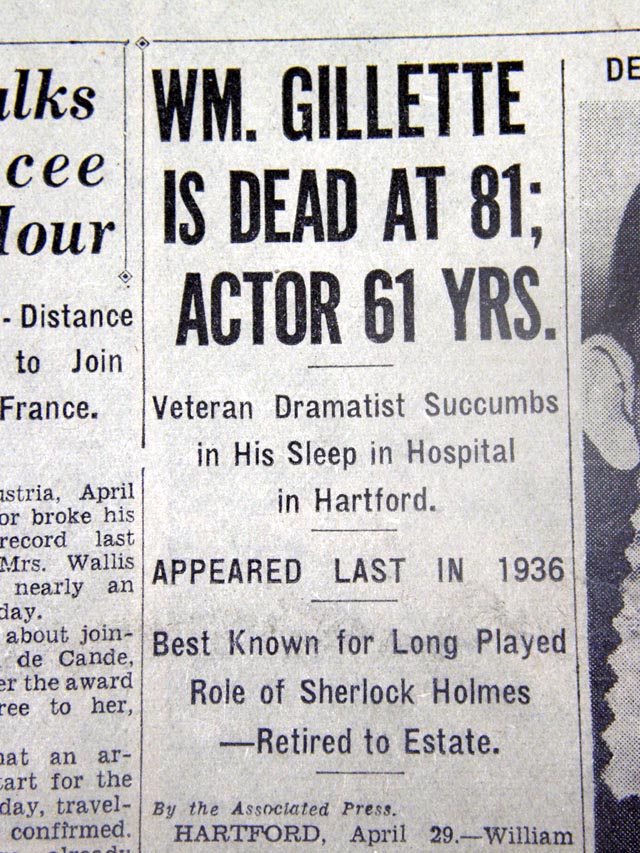 alks
cee
Hour
- Distance
to Join
France.
ustria, April
or broke his
record last
Mrs. Wallis
nearly an
day.
about join-
de Cande,
er the award
ree to her,
hat an ar-
tart for the
day, travel-
confirmed.
already
WM. GILLETTE
IS DEAD AT 81;
ACTOR 61 YRS.
Veteran Dramatist Succumbs
in His Sleep in Hospital
in Hartford.
APPEARED LAST IN 1936
Best Known for Long Played
Role of Sherlock Holmes
—Retired to Estate.
By the Associated Press.
HARTFORD, April 29.—William
DE